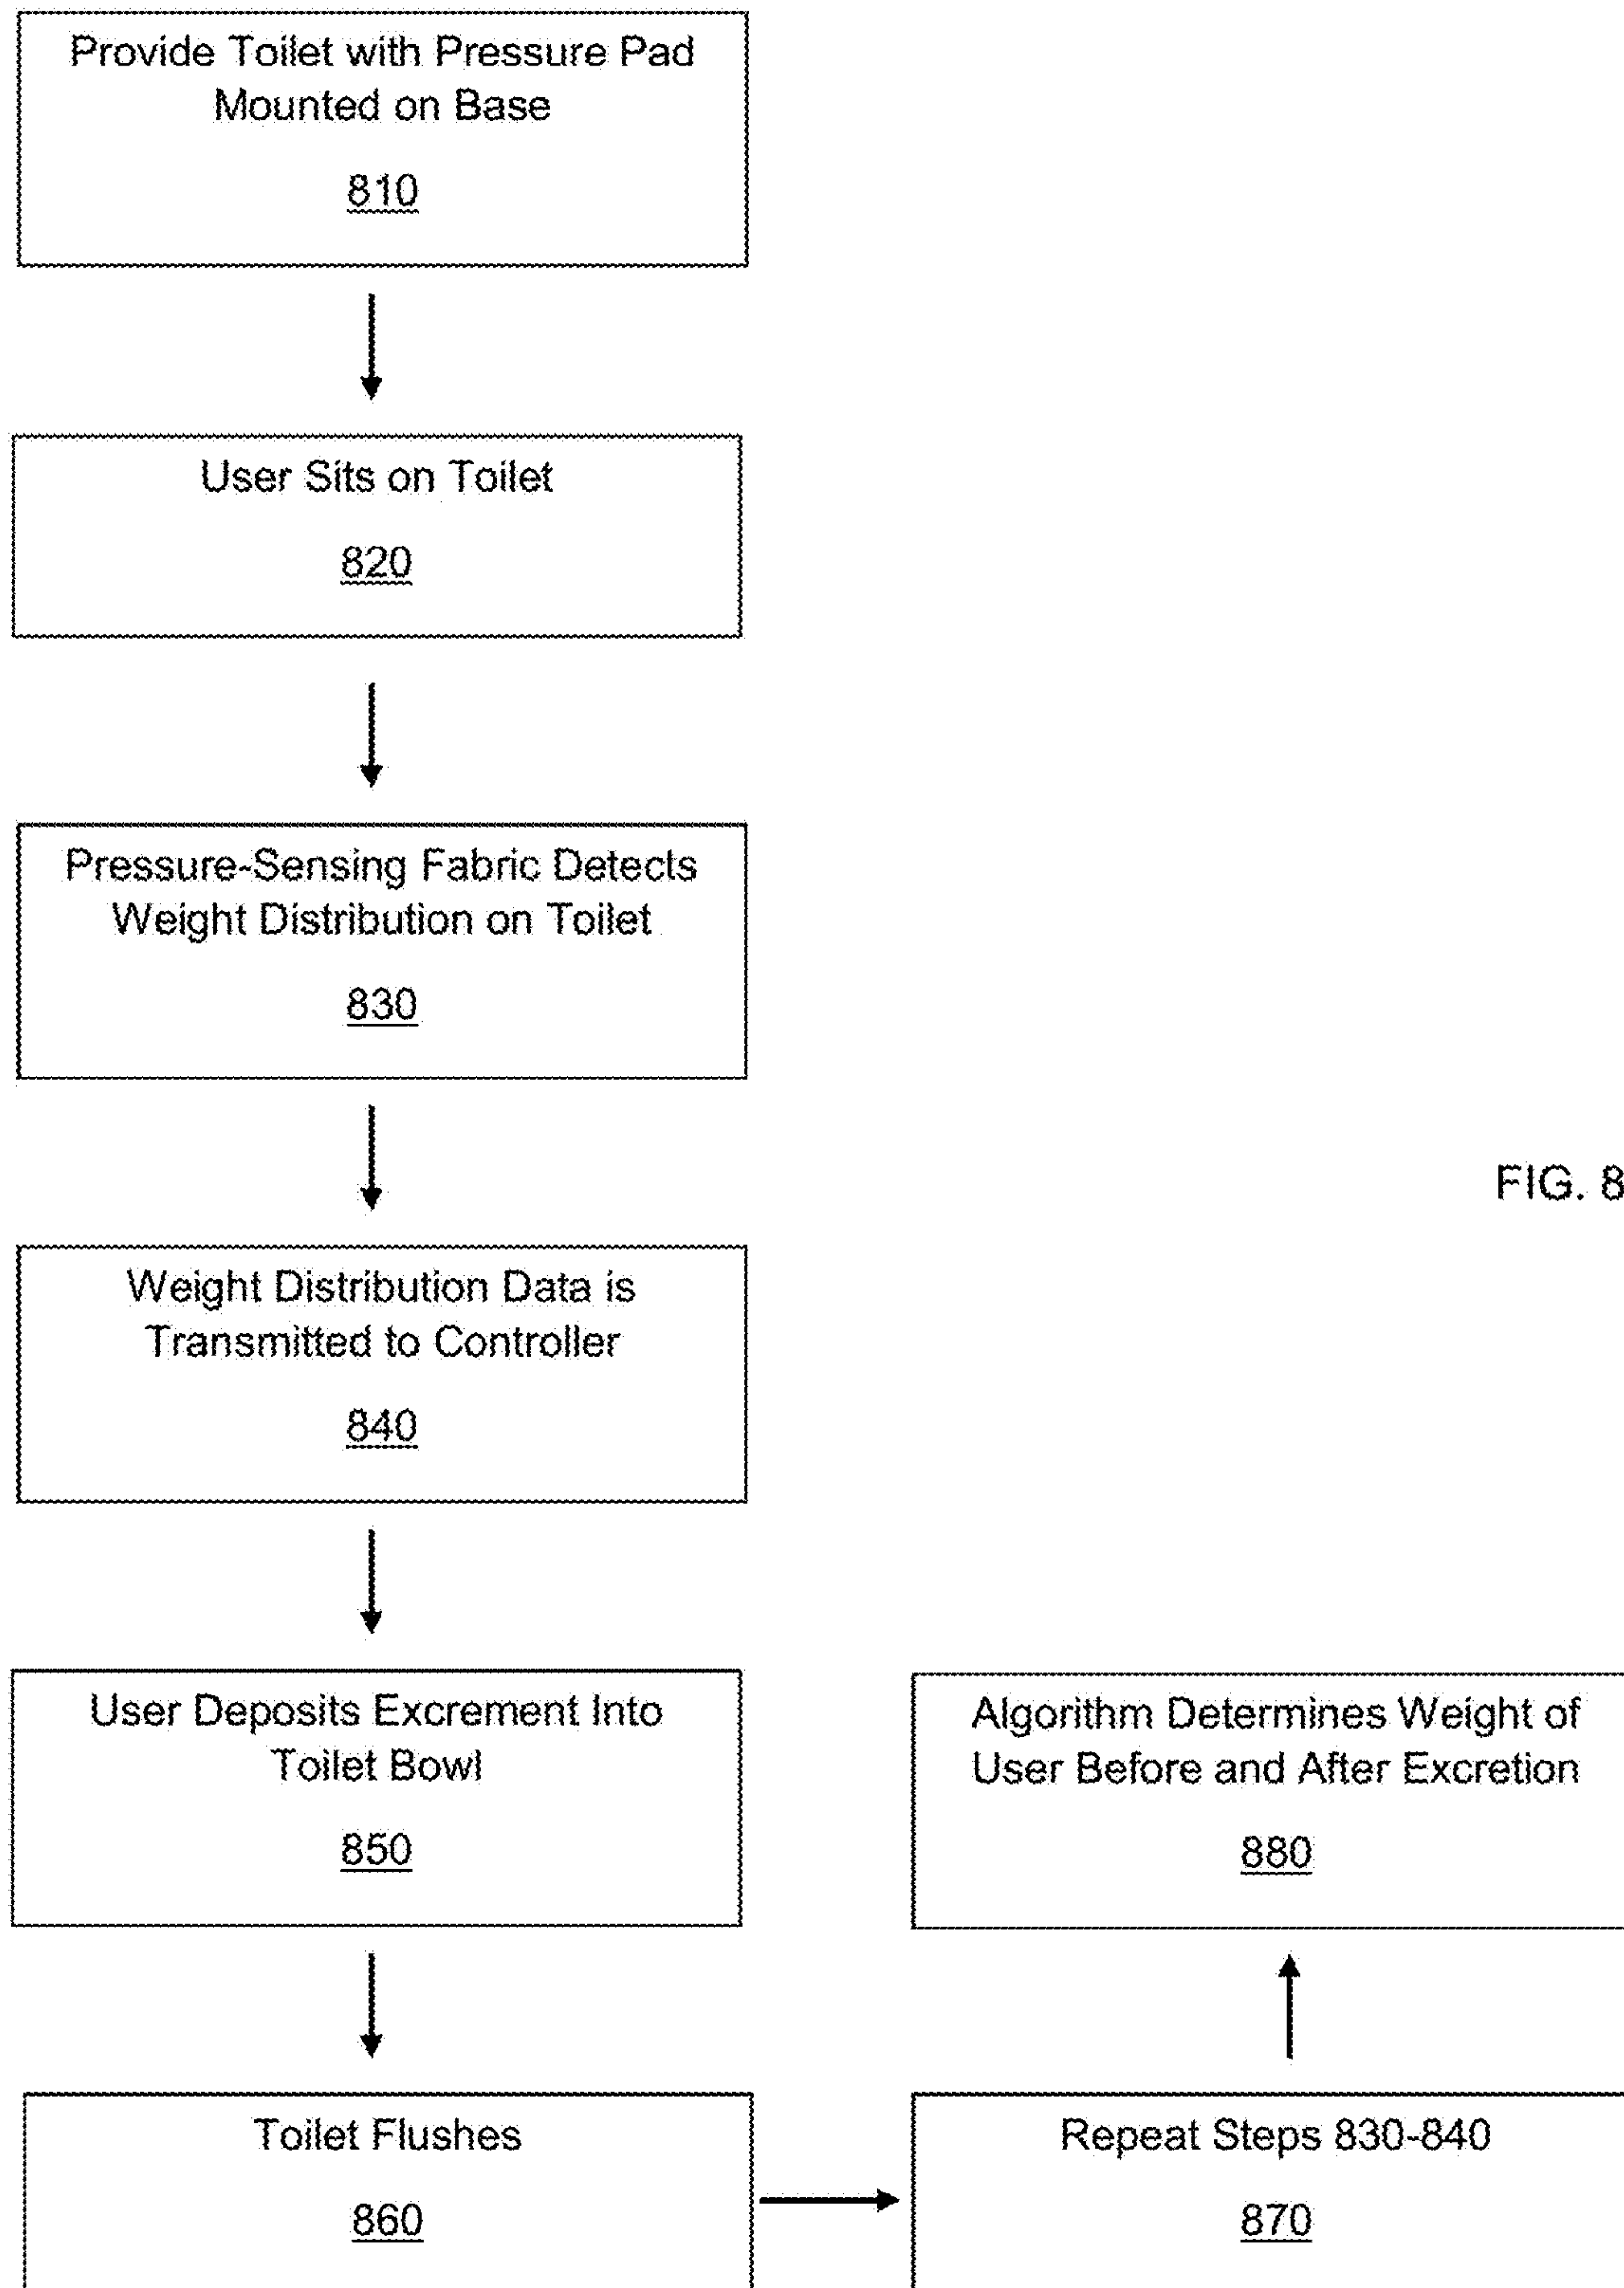 Provide Toilet with Pressure Pad
Mounted on Base
810
User Sits on Toilet
820
Pressure-Sensing Fabric Detects
Weight Distribution on Toilet
830
Weight Distribution Data is
Transmitted to Controller
840
User Deposits Excrement Into
Toilet Bowl
850
Toilet Flushes
860
Repeat Steps 830-840
870
Algorithm Determines Weight of
User Before and After Excretion
880
FIG. 8